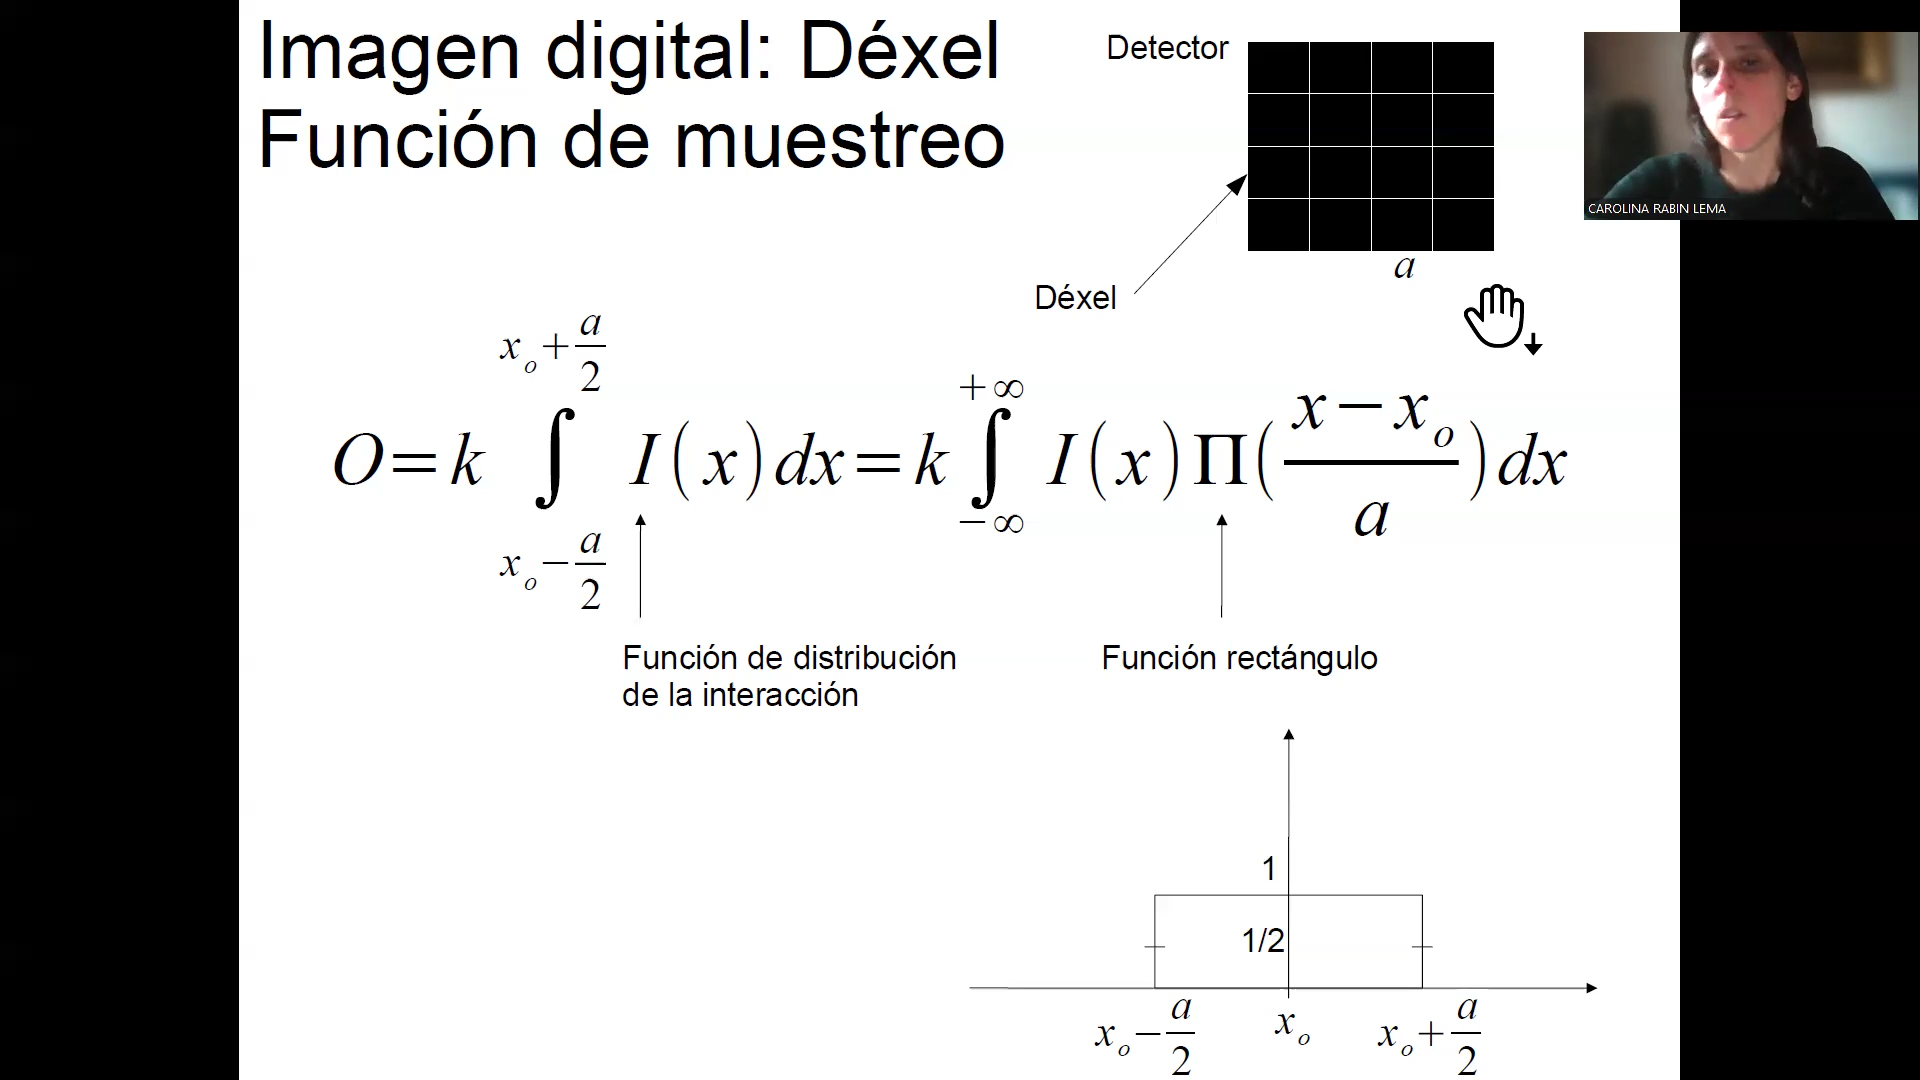 Imagen digital: Déxel
Función de muestreo
Detector
CAROLINA RABIN LEMA
a
Déxel
O = k ∫_{x_o - a/2}^{x_o + a/2} I(x) dx = k ∫_{-∞}^{+∞} I(x) Π((x - x_o)/a) dx
Función de distribución
de la interacción
Función rectángulo
1
1/2
x_o - a/2
x_o
x_o + a/2